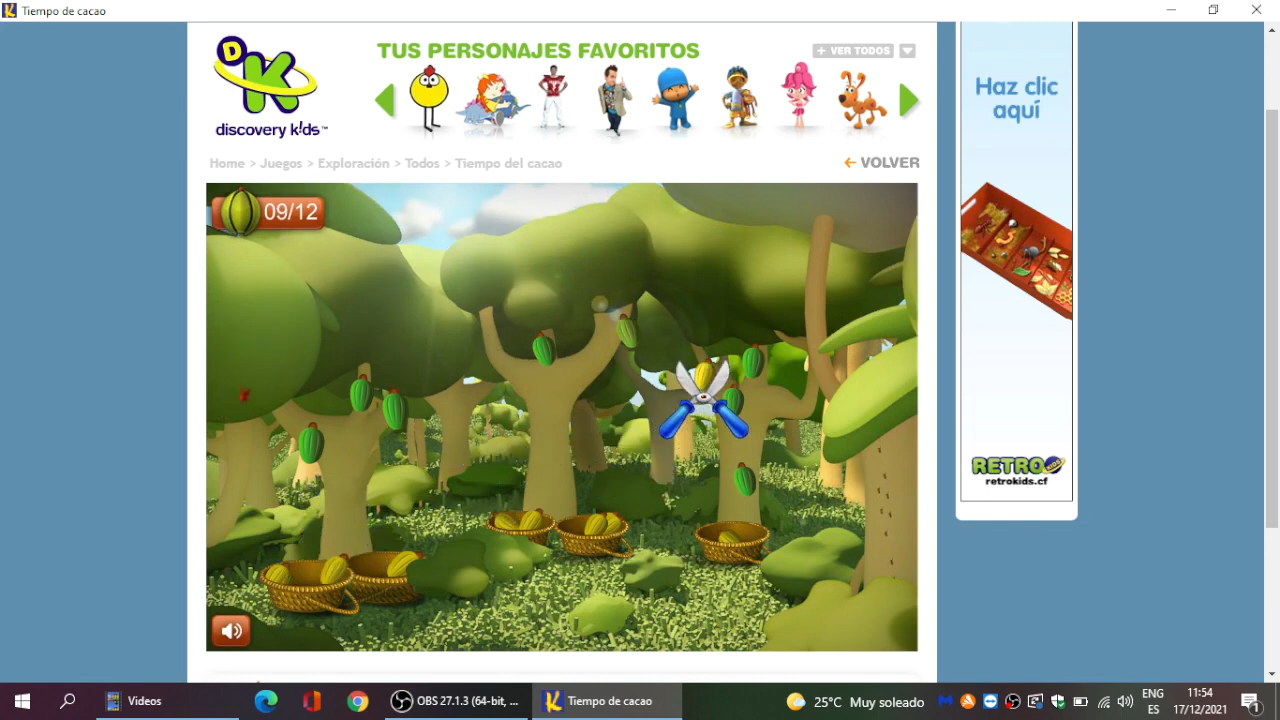 Tiempo de cacao
D
K
discovery k!ds™
TUS PERSONAJES FAVORITOS
+ VER TODOS
Home > Juegos > Exploración > Todos > Tiempo del cacao
VOLVER
09/12
Haz clic
aquí
RETRO
retrokids.cf
Videos
OBS 27.1.3 (64-bit, ...
Tiempo de cacao
25°C Muy soleado
ENG
ES
11:54
17/12/2021
1